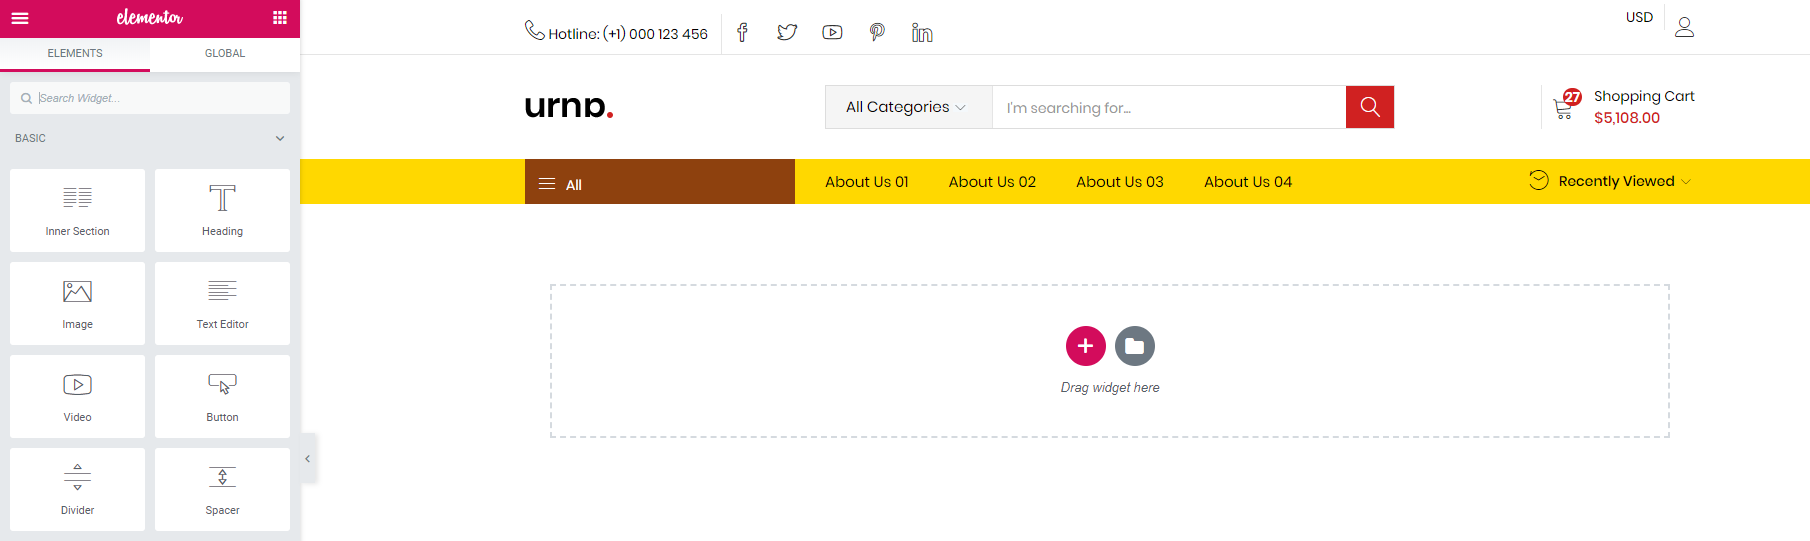 elementor
ELEMENTS
GLOBAL
Search Widget...
BASIC
Inner Section
Heading
Image
Text Editor
Video
Button
Divider
Spacer
Hotline: (+1) 000 123 456
USD
urna.
All Categories
I'm searching for...
27
Shopping Cart
$5,108.00
All
About Us 01
About Us 02
About Us 03
About Us 04
Recently Viewed
Drag widget here